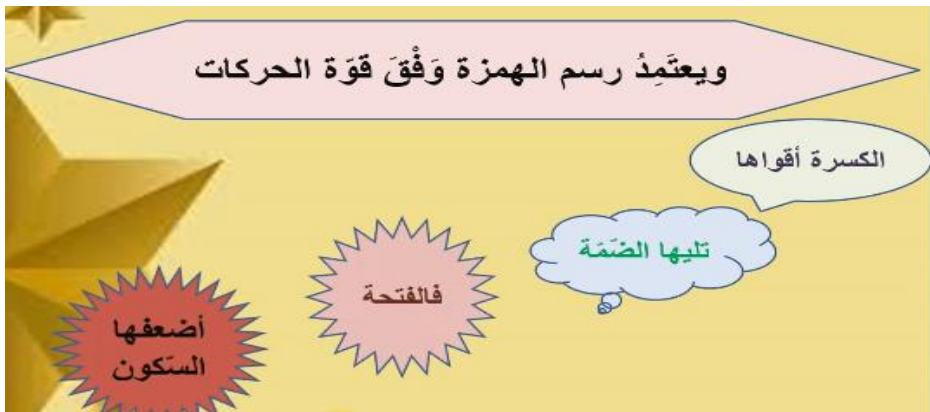 ويعتَمِدُ رسم الهمزة وَفْقَ قوّة الحركات
الكسرة أقواها
تليها الضّمّة
فالفتحة
أضعفها
السّكون